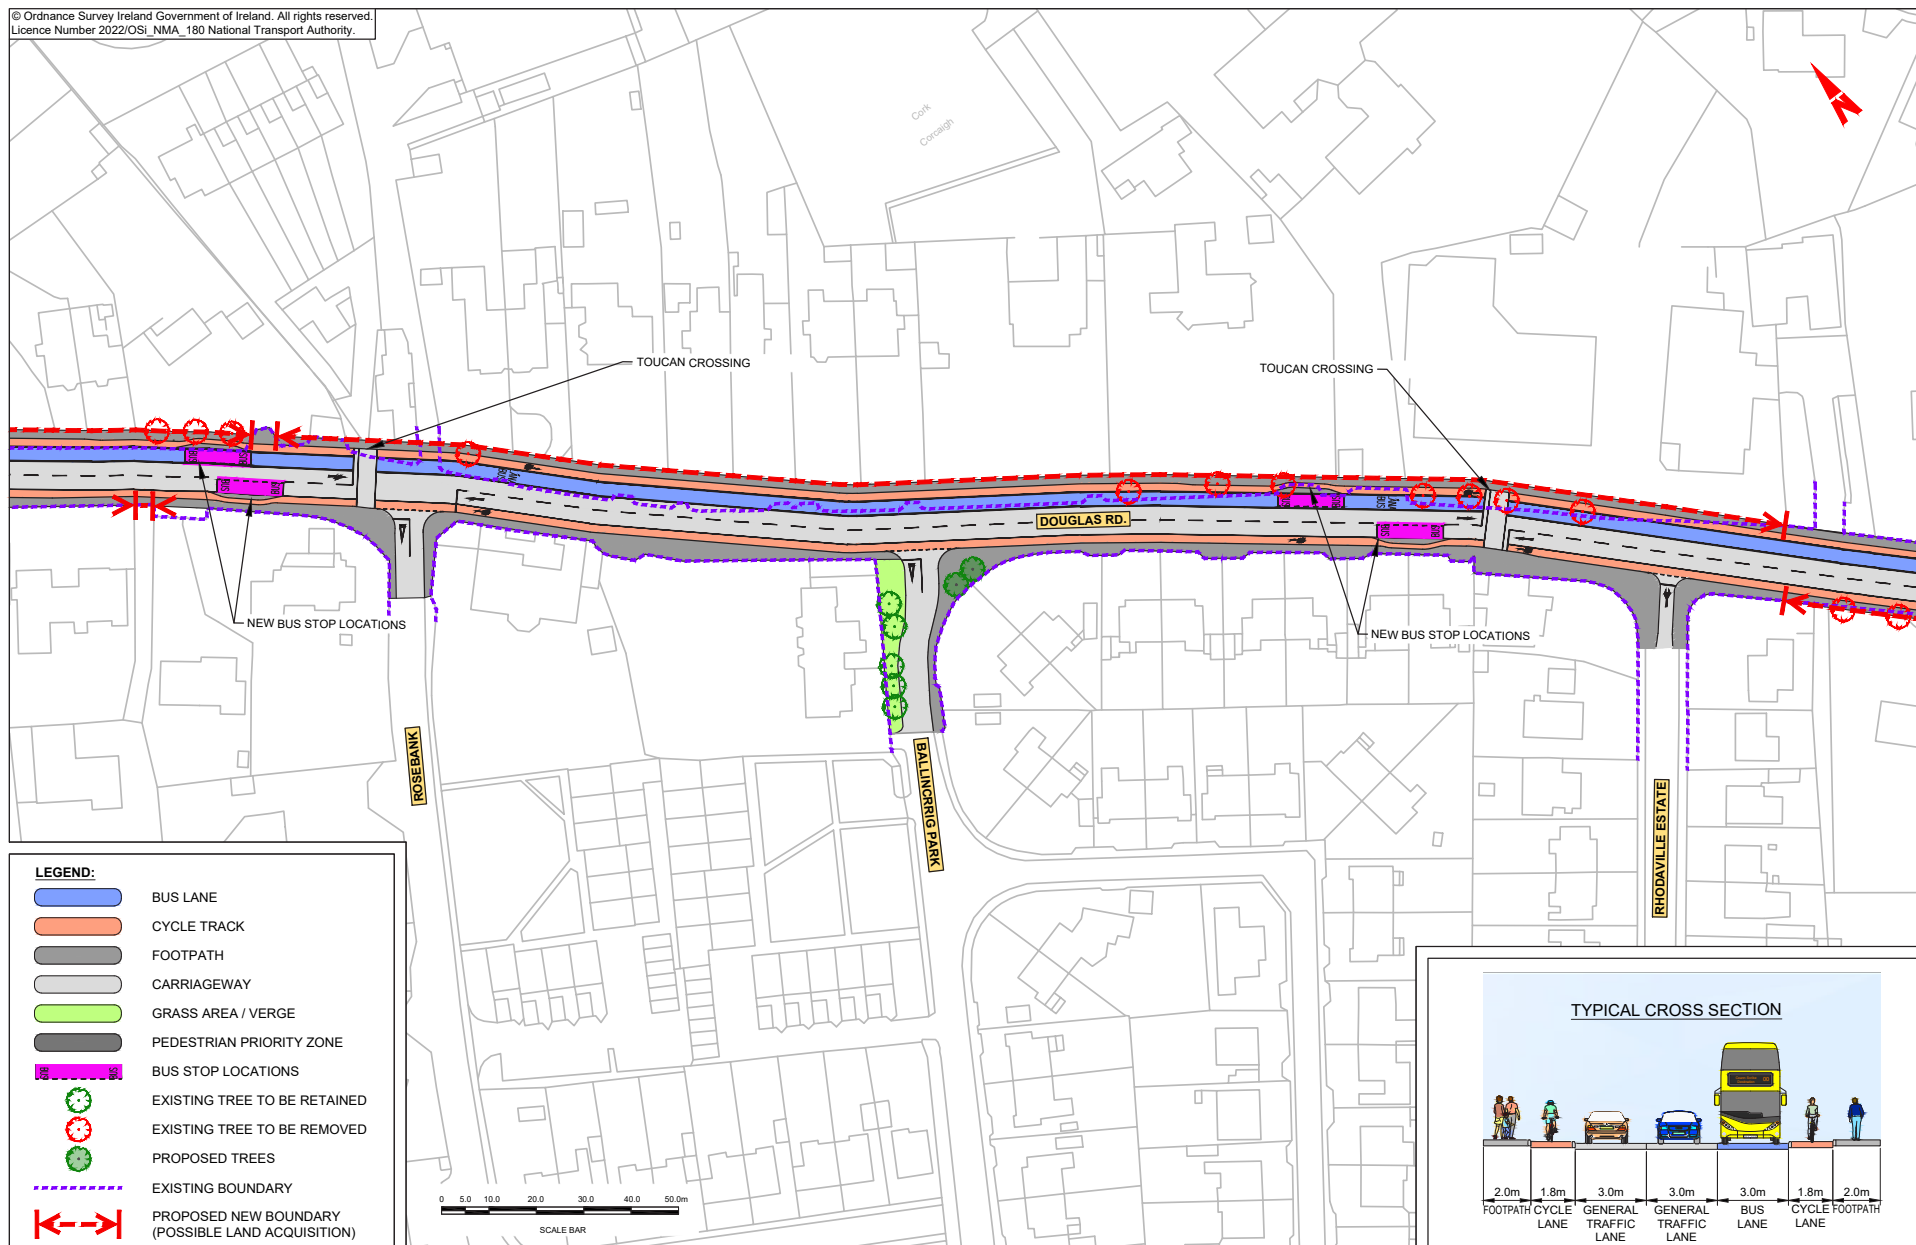 © Ordnance Survey Ireland Government of Ireland. All rights reserved.
Licence Number 2022/OSi_NMA_180 National Transport Authority.
Cork
Corcaigh
N
TOUCAN CROSSING
TOUCAN CROSSING
BUS
BUS
BUS
BUS
DOUGLAS RD.
NEW BUS STOP LOCATIONS
NEW BUS STOP LOCATIONS
ROSEBANK
BALLINCRRIG PARK
RHODAVILLE ESTATE
LEGEND:
BUS LANE
CYCLE TRACK
FOOTPATH
CARRIAGEWAY
GRASS AREA / VERGE
PEDESTRIAN PRIORITY ZONE
BUS STOP LOCATIONS
EXISTING TREE TO BE RETAINED
EXISTING TREE TO BE REMOVED
PROPOSED TREES
EXISTING BOUNDARY
PROPOSED NEW BOUNDARY
(POSSIBLE LAND ACQUISITION)
0 5.0 10.0 20.0 30.0 40.0 50.0m
SCALE BAR
TYPICAL CROSS SECTION
2.0m 1.8m 3.0m 3.0m 3.0m 1.8m 2.0m
FOOTPATH CYCLE LANE GENERAL TRAFFIC LANE GENERAL TRAFFIC LANE BUS LANE CYCLE LANE FOOTPATH